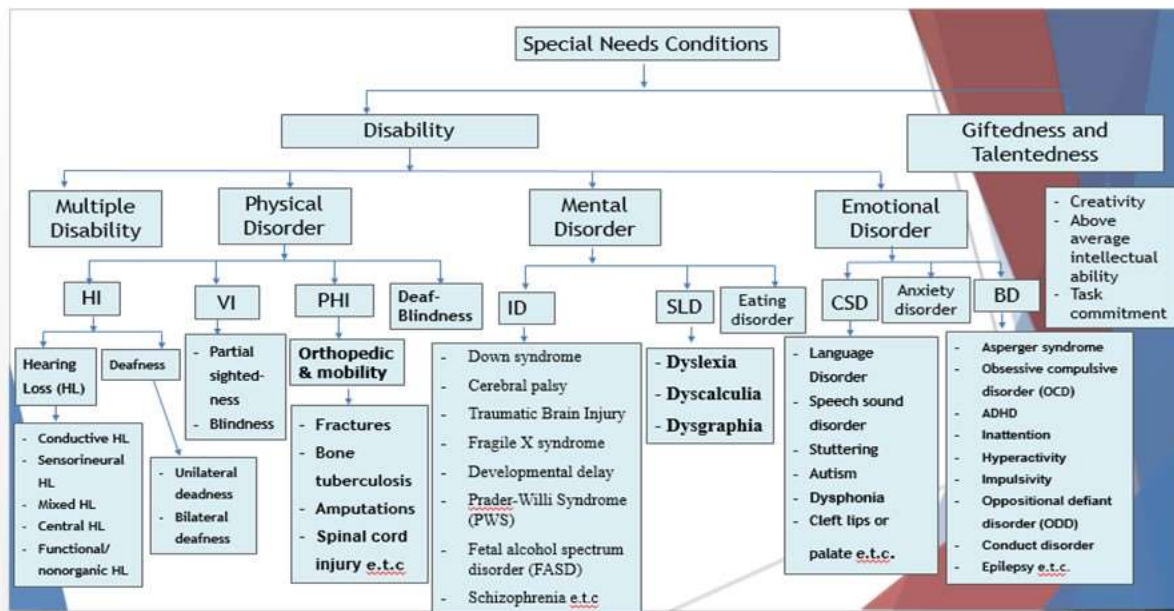 Special Needs Conditions
Disability
Giftedness and
Talentedness
Multiple
Disability
Physical
Disorder
Mental
Disorder
Emotional
Disorder
- Creativity
- Above
average
intellectual
ability
- Task
commitment
HI
VI
PHI
Deaf-
Blindness
ID
SLD
Eating
disorder
CSD
Anxiety
disorder
BD
Hearing
Loss (HL)
Deafness
- Conductive HL
- Sensorineural
HL
- Mixed HL
- Central HL
- Functional/
nonorganic HL
- Unilateral
deadness
- Bilateral
deafness
- Partial
sighted-
ness
- Blindness
Orthopedic
& mobility
- Fractures
- Bone
tuberculosis
- Amputations
- Spinal cord
injury e.t.c
- Down syndrome
- Cerebral palsy
- Traumatic Brain Injury
- Fragile X syndrome
- Developmental delay
- Prader-Willi Syndrome
(PWS)
- Fetal alcohol spectrum
disorder (FASD)
- Schizophrenia e.t.c
- Dyslexia
- Dyscalculia
- Dysgraphia
- Language
Disorder
- Speech sound
disorder
- Stuttering
- Autism
- Dysphonia
- Cleft lips or
palate e.t.c.
- Asperger syndrome
- Obsessive compulsive
disorder (OCD)
- ADHD
- Inattention
- Hyperactivity
- Impulsivity
- Oppositional defiant
disorder (ODD)
- Conduct disorder
- Epilepsy e.t.c.